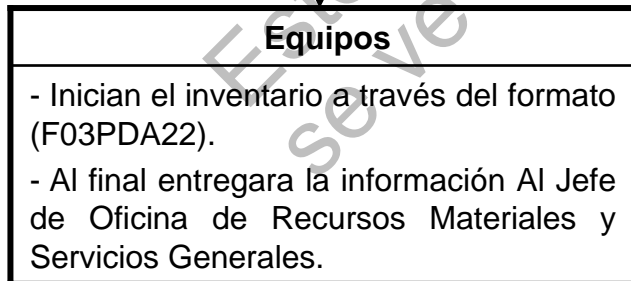 Equipos
- Inician el inventario a través del formato
(F03PDA22).
- Al final entregara la información Al Jefe
de Oficina de Recursos Materiales y
Servicios Generales.